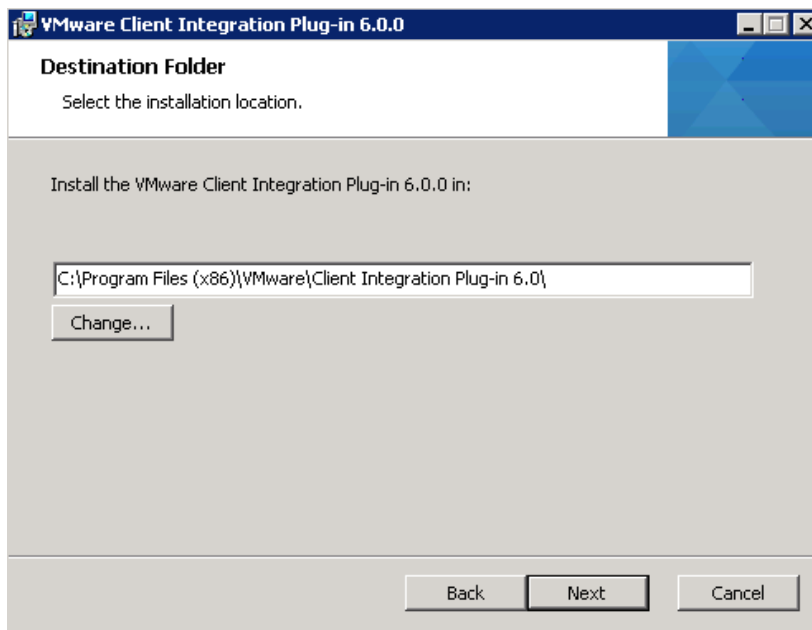 VMware Client Integration Plug-in 6.0.0
Destination Folder
Select the installation location.
Install the VMware Client Integration Plug-in 6.0.0 in:
C:\Program Files (x86)\VMware\Client Integration Plug-in 6.0\
Change...
Back Next Cancel